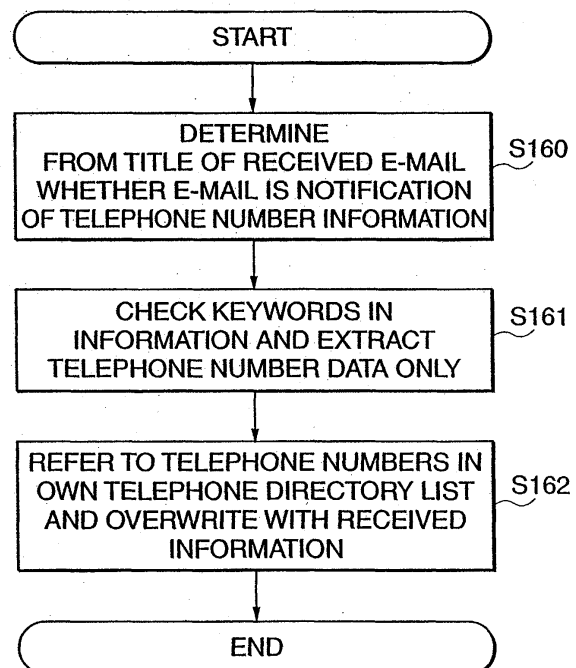 START
DETERMINE
FROM TITLE OF RECEIVED E-MAIL
WHETHER E-MAIL IS NOTIFICATION
OF TELEPHONE NUMBER INFORMATION
S160
CHECK KEYWORDS IN
INFORMATION AND EXTRACT
TELEPHONE NUMBER DATA ONLY
S161
REFER TO TELEPHONE NUMBERS IN
OWN TELEPHONE DIRECTORY LIST
AND OVERWRITE WITH RECEIVED
INFORMATION
S162
END